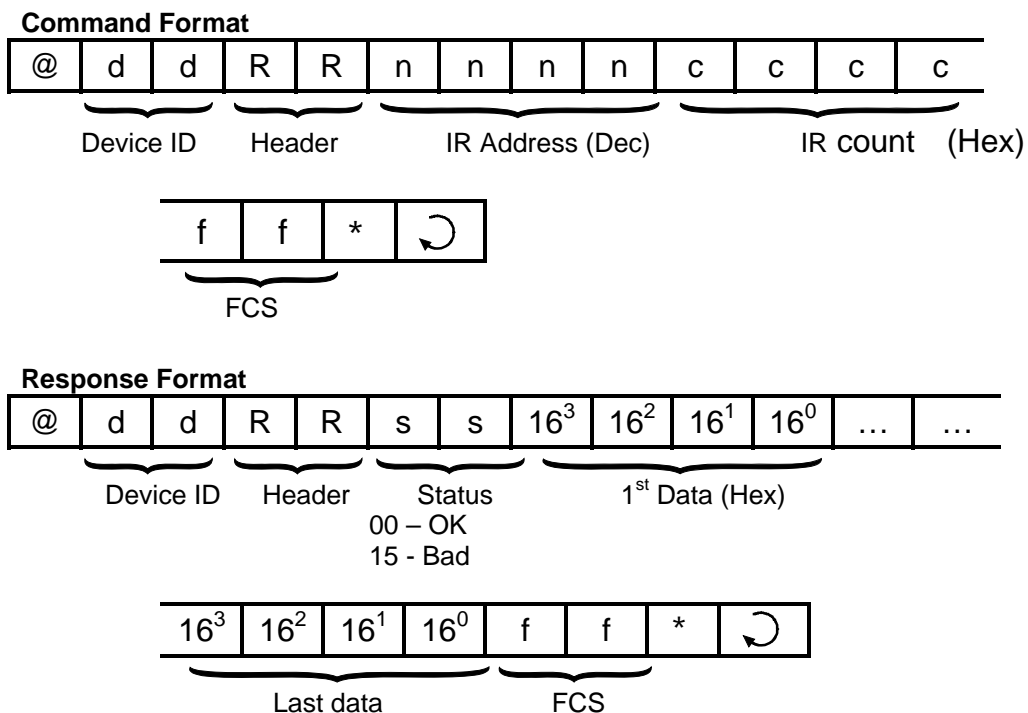 Command Format
@ d d R R n n n n c c c c
Device ID Header IR Address (Dec) IR count (Hex)
f f *
FCS
Response Format
@ d d R R s s 16³ 16² 16¹ 16⁰ … …
Device ID Header Status 1st Data (Hex)
00 – OK
15 - Bad
16³ 16² 16¹ 16⁰ f f *
Last data FCS